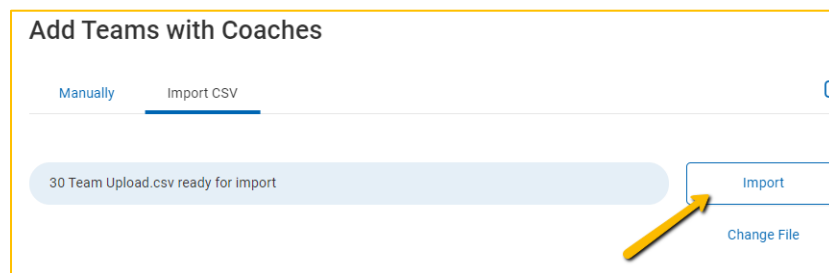 Add Teams with Coaches
Manually Import CSV
30 Team Upload.csv ready for import Import
Change File